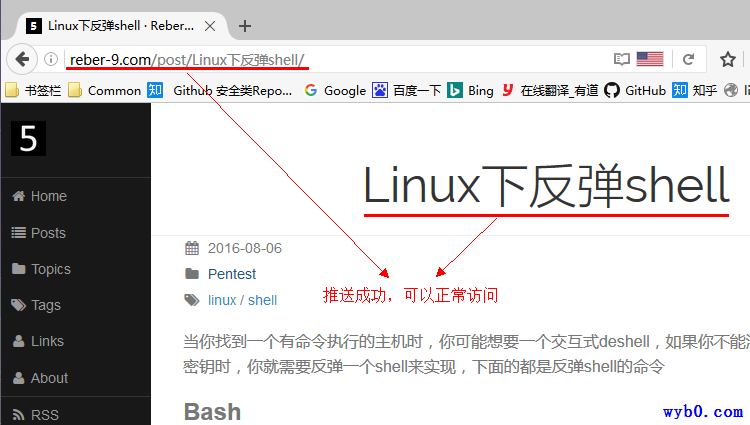 5 Linux下反弹shell · Reber...
reber-9.com/post/Linux下反弹shell/
书签栏 Common 知 Github 安全类Repo... Google 百度一下 Bing 在线翻译_有道 GitHub 知 知乎 li
5
Linux下反弹shell
Home
Posts
Topics
Tags
Links
About
RSS
2016-08-06
Pentest
linux / shell
推送成功，可以正常访问
当你找到一个有命令执行的主机时，你可能想要一个交互式deshell，如果你不能
密钥时，你就需要反弹一个shell来实现，下面的都是反弹shell的命令
Bash
wyb0.com